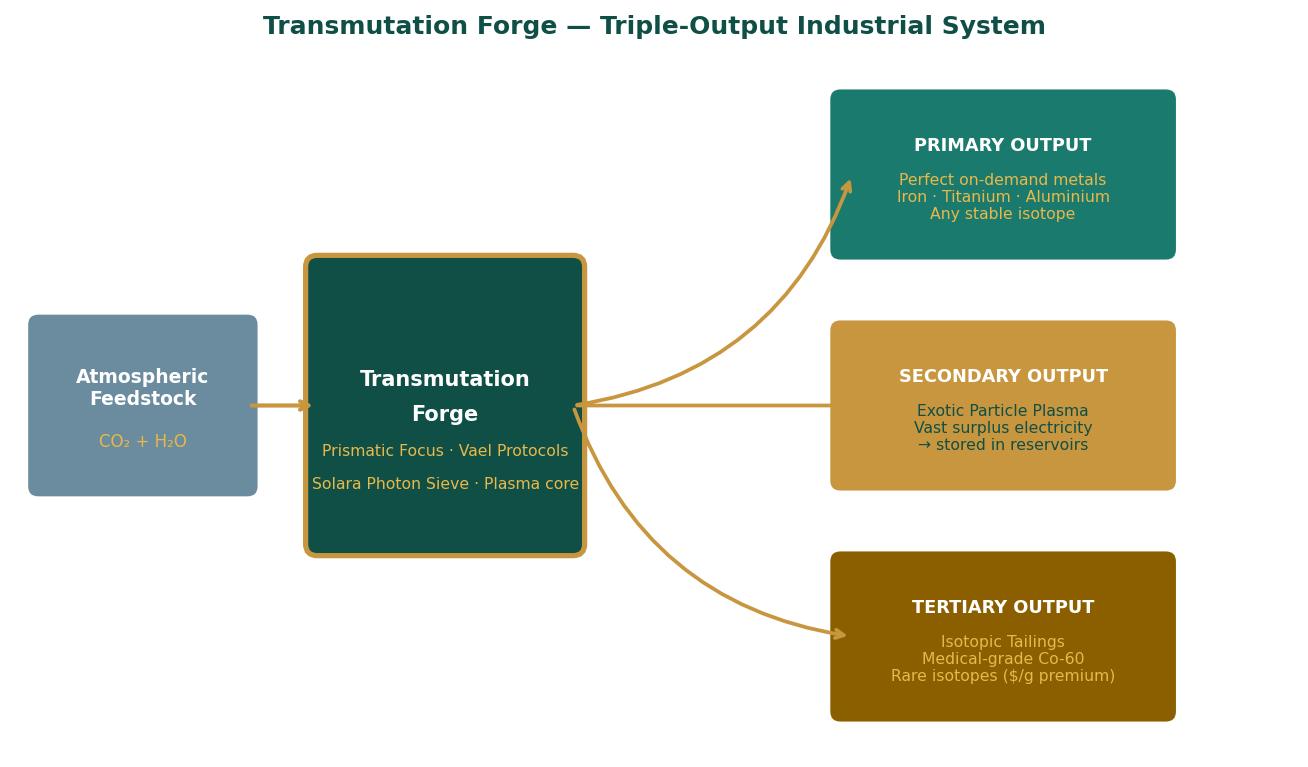 Transmutation Forge — Triple-Output Industrial System
Atmospheric
Feedstock
CO₂ + H₂O
Transmutation
Forge
Prismatic Focus · Vael Protocols
Solara Photon Sieve · Plasma core
PRIMARY OUTPUT
Perfect on-demand metals
Iron · Titanium · Aluminium
Any stable isotope
SECONDARY OUTPUT
Exotic Particle Plasma
Vast surplus electricity
→ stored in reservoirs
TERTIARY OUTPUT
Isotopic Tailings
Medical-grade Co-60
Rare isotopes ($/g premium)